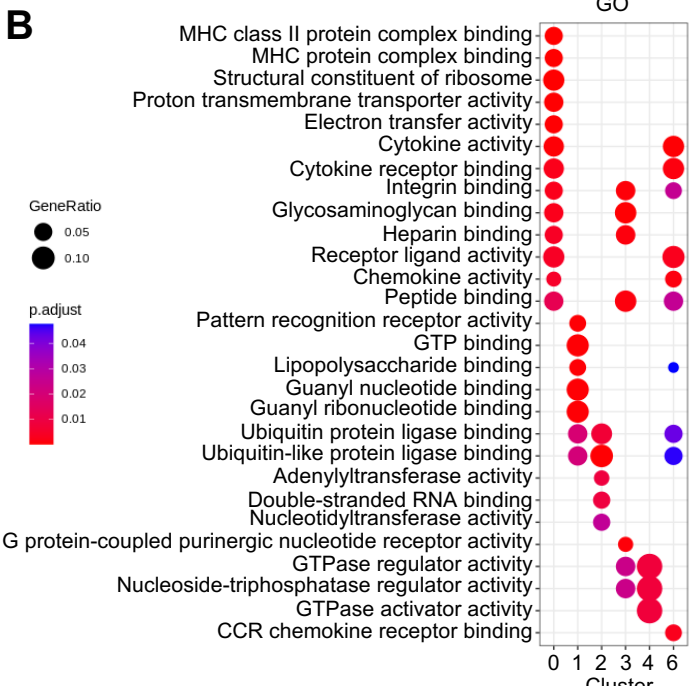 B
GO
MHC class II protein complex binding
MHC protein complex binding
Structural constituent of ribosome
Proton transmembrane transporter activity
Electron transfer activity
Cytokine activity
Cytokine receptor binding
Integrin binding
Glycosaminoglycan binding
Heparin binding
Receptor ligand activity
Chemokine activity
Peptide binding
Pattern recognition receptor activity
GTP binding
Lipopolysaccharide binding
Guanyl nucleotide binding
Guanyl ribonucleotide binding
Ubiquitin protein ligase binding
Ubiquitin-like protein ligase binding
Adenylyltransferase activity
Double-stranded RNA binding
Nucleotidyltransferase activity
G protein-coupled purinergic nucleotide receptor activity
GTPase regulator activity
Nucleoside-triphosphatase regulator activity
GTPase activator activity
CCR chemokine receptor binding
GeneRatio
0.05
0.10
p.adjust
0.04
0.03
0.02
0.01
0 1 2 3 4 6
Cluster